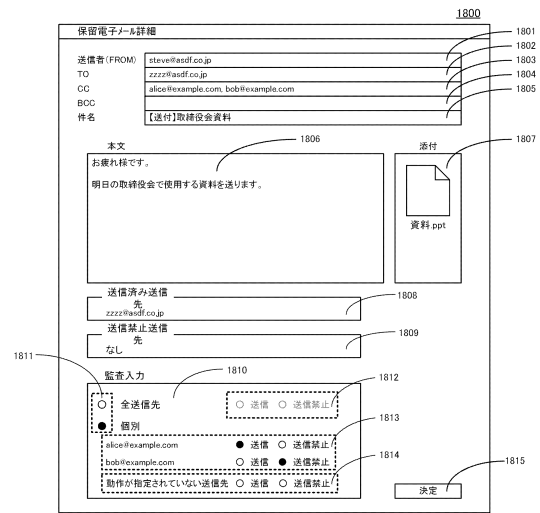 1800
保留電子メール詳細
1801
送信者(FROM) steve@asdf.co.jp
1802
TO zzzz@asdf.co.jp
1803
CC alice@example.com, bob@example.com
1804
BCC
1805
件名 【送付】取締役会資料
本文
1806
添付
1807
お疲れ様です。
明日の取締役会で使用する資料を送ります。
資料.ppt
送信済み送信先
1808
zzzz@asdf.co.jp
送信禁止送信先
1809
なし
1811
監査入力
1810
1812
全送信先 送信 送信禁止
個別
1813
alice@example.com 送信 送信禁止
bob@example.com 送信 送信禁止
1814
動作が指定されていない送信先 送信 送信禁止
1815
決定